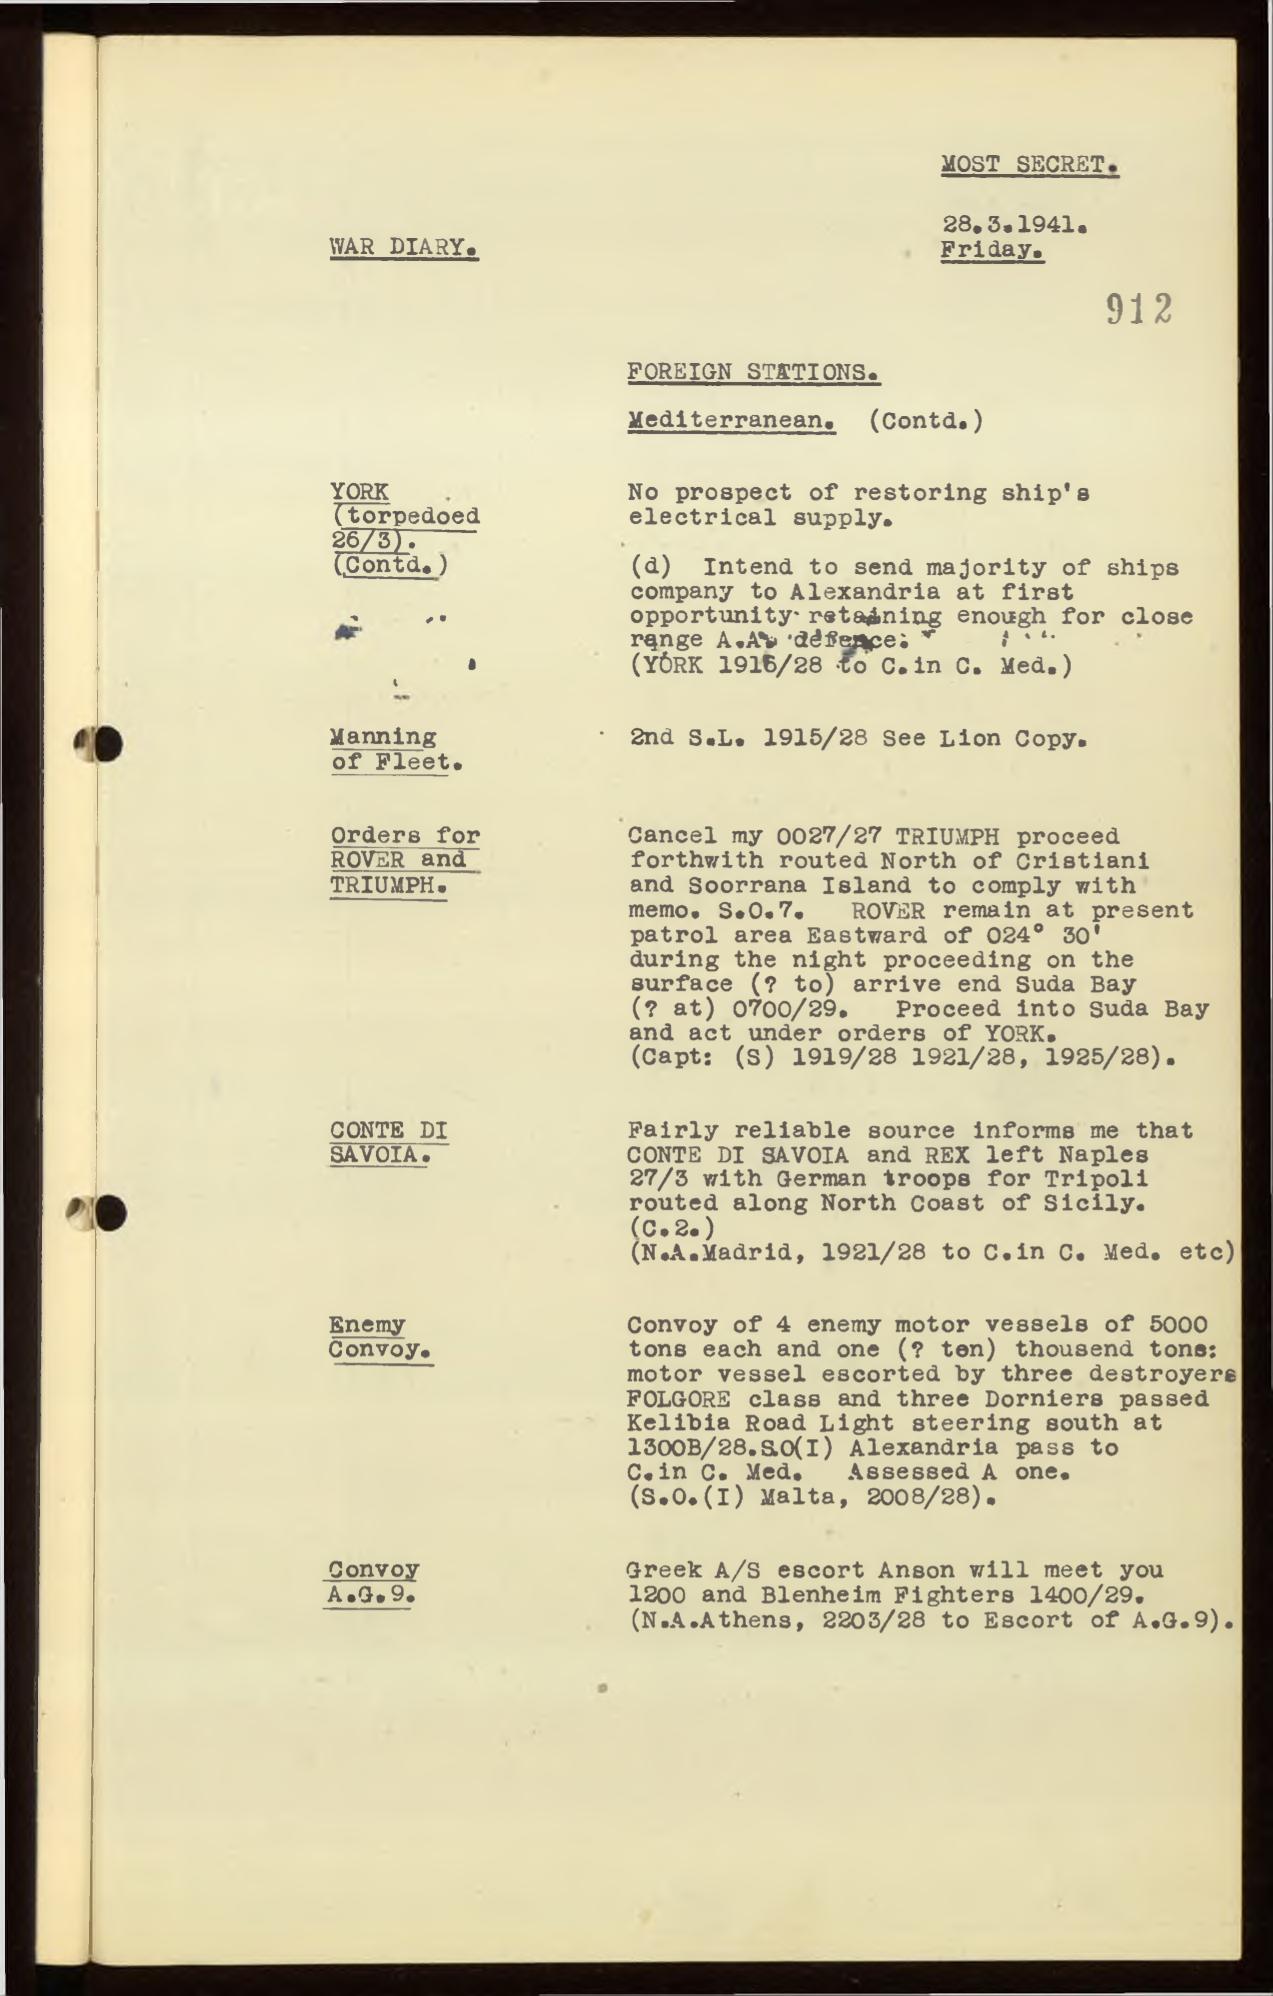 MOST SECRET.
28.3.1941.
WAR DIARY.
Friday.
912
FOREIGN STATIONS.
Mediterranean. (Contd.)
YORK
(torpedoed
26/3).
(Contd.)
No prospect of restoring ship's
electrical supply.
(d) Intend to send majority of ships
company to Alexandria at first
opportunity retaining enough for close
range A.A. defence.
(YORK 1916/28 to C.in C. Med.)
Manning
of Fleet.
2nd S.L. 1915/28 See Lion Copy.
Orders for
ROVER and
TRIUMPH.
Cancel my 0027/27 TRIUMPH proceed
forthwith routed North of Cristiani
and Soorrana Island to comply with
memo. S.O.7. ROVER remain at present
patrol area Eastward of 024° 30'
during the night proceeding on the
surface (? to) arrive end Suda Bay
(? at) 0700/29. Proceed into Suda Bay
and act under orders of YORK.
(Capt: (S) 1919/28 1921/28, 1925/28).
CONTE DI
SAVOIA.
Fairly reliable source informs me that
CONTE DI SAVOIA and REX left Naples
27/3 with German troops for Tripoli
routed along North Coast of Sicily.
(C.2.)
(N.A.Madrid, 1921/28 to C.in C. Med. etc)
Enemy
Convoy.
Convoy of 4 enemy motor vessels of 5000
tons each and one (? ten) thousend tons:
motor vessel escorted by three destroyers
FOLGORE class and three Dorniers passed
Kelibia Road Light steering south at
1300B/28.S.O(I) Alexandria pass to
C.in C. Med. Assessed A one.
(S.O.(I) Malta, 2008/28).
Convoy
A.G.9.
Greek A/S escort Anson will meet you
1200 and Blenheim Fighters 1400/29.
(N.A.Athens, 2203/28 to Escort of A.G.9).